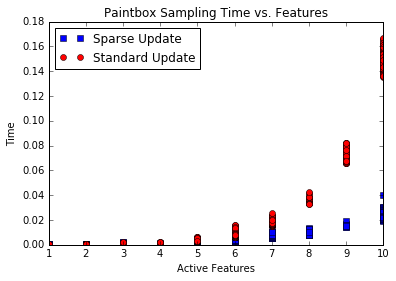 Paintbox Sampling Time vs. Features
0.18
0.16
0.14
0.12
0.10
0.08
0.06
0.04
0.02
0.00
Time
Sparse Update
Standard Update
1 2 3 4 5 6 7 8 9 10
Active Features